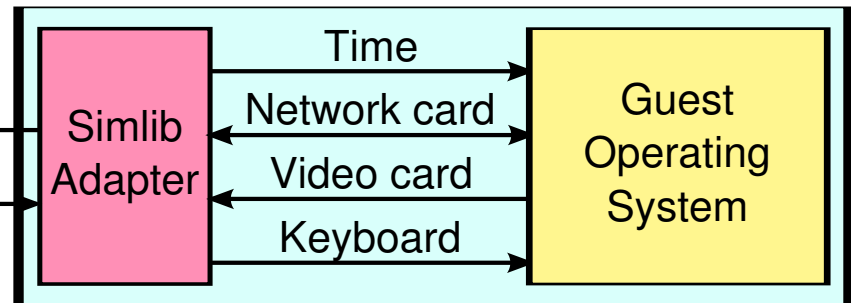 Simlib
Adapter
Time
Network card
Video card
Keyboard
Guest
Operating
System